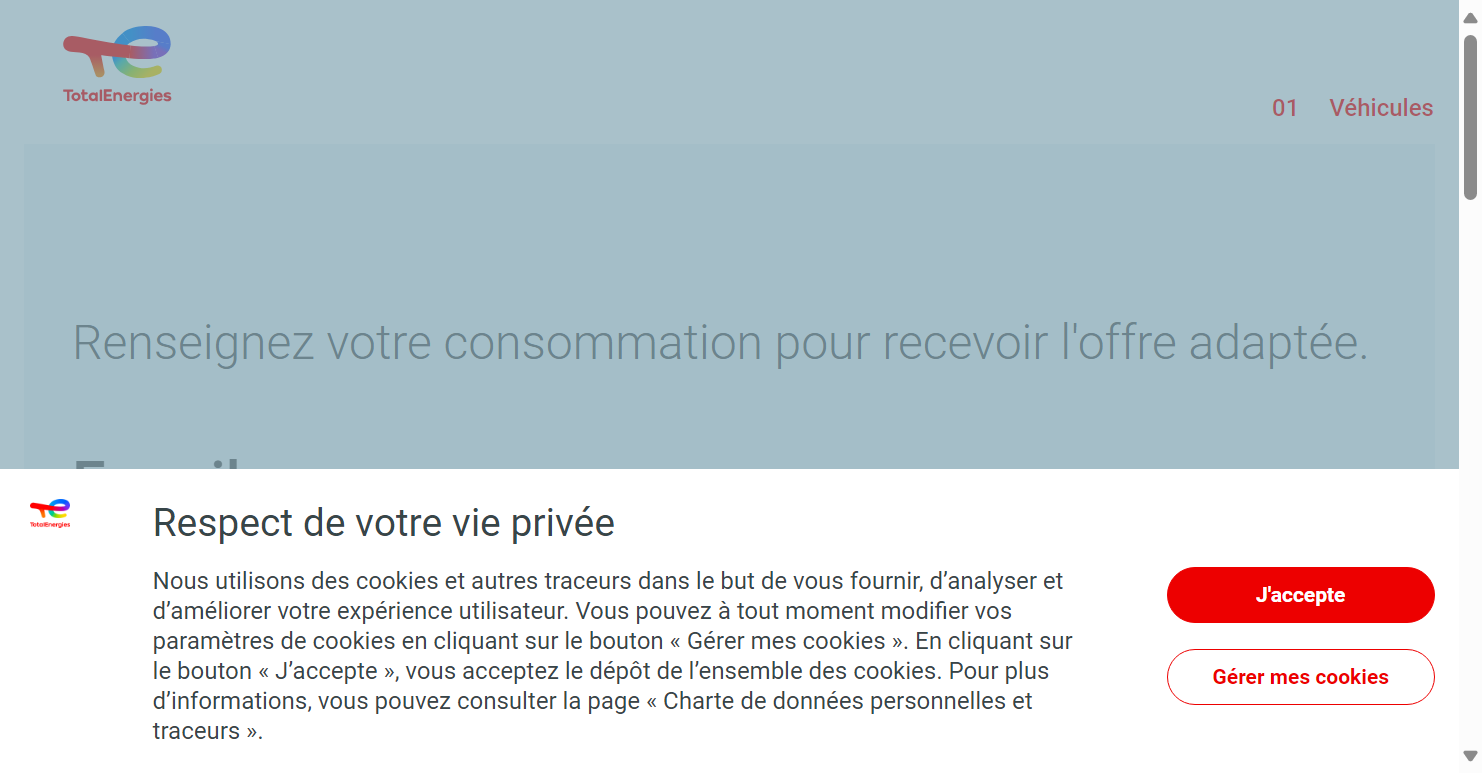 TotalEnergies
01 Véhicules
Renseignez votre consommation pour recevoir l'offre adaptée.
TotalEnergies
Respect de votre vie privée
Nous utilisons des cookies et autres traceurs dans le but de vous fournir, d’analyser et
d’améliorer votre expérience utilisateur. Vous pouvez à tout moment modifier vos
paramètres de cookies en cliquant sur le bouton « Gérer mes cookies ». En cliquant sur
le bouton « J’accepte », vous acceptez le dépôt de l’ensemble des cookies. Pour plus
d’informations, vous pouvez consulter la page « Charte de données personnelles et
traceurs ».
J'accepte
Gérer mes cookies